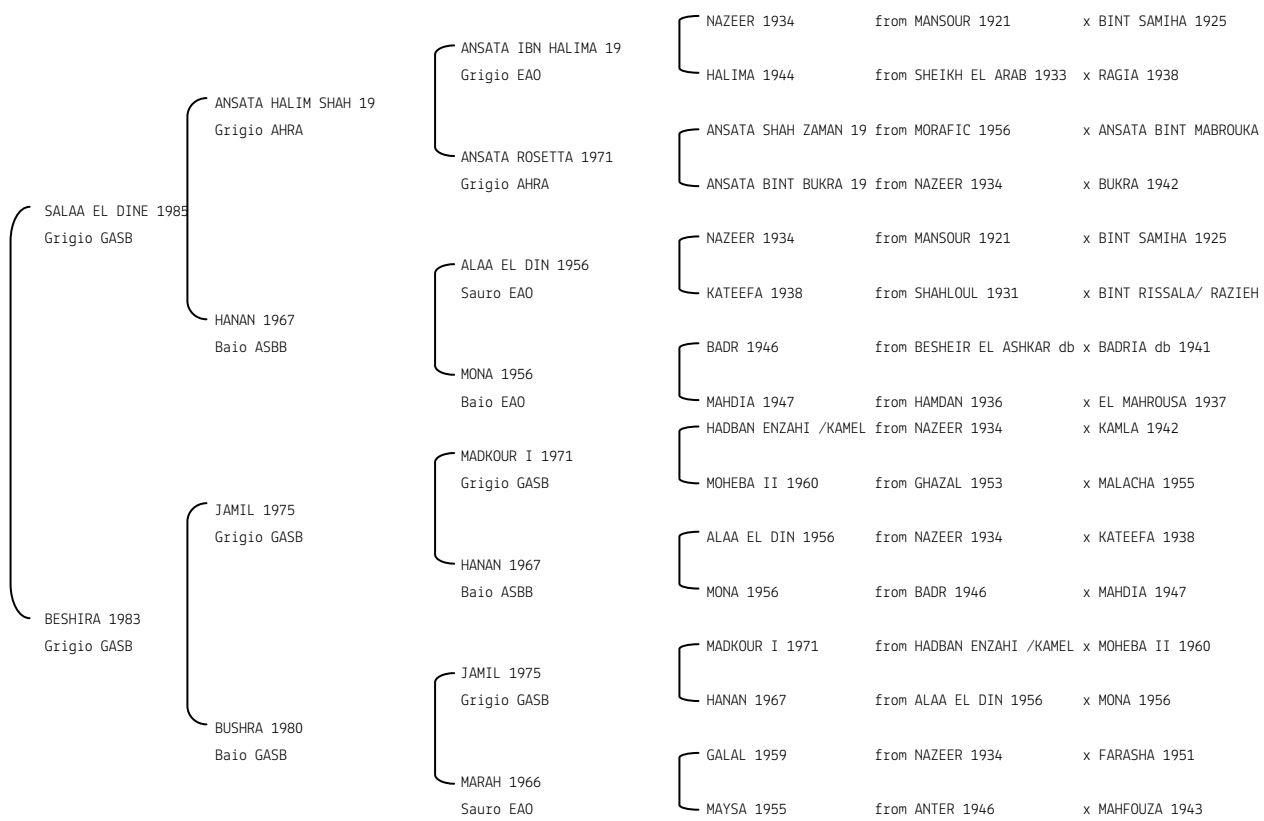 NAZEER 1934 from MANSOUR 1921 x BINT SAMIHA 1925
ANSATA IBN HALIMA 19
Grigio EAO
HALIMA 1944 from SHEIKH EL ARAB 1933 x RAGIA 1938
ANSATA HALIM SHAH 19
Grigio AHRA
ANSATA SHAH ZAMAN 19 from MORAFIC 1956 x ANSATA BINT MABROUKA
ANSATA ROSETTA 1971
Grigio AHRA
ANSATA BINT BUKRA 19 from NAZEER 1934 x BUKRA 1942
SALAA EL DINE 1985
Grigio GASB
NAZEER 1934 from MANSOUR 1921 x BINT SAMIHA 1925
ALAA EL DIN 1956
Sauro EAO
KATEEFA 1938 from SHAHLOUL 1931 x BINT RISSALA/ RAZIEH
HANAN 1967
Baio ASBB
BADR 1946 from BESHEIR EL ASHKAR db x BADRIA db 1941
MONA 1956
Baio EAO
MAHDIA 1947 from HAMDAN 1936 x EL MAHROUSA 1937
HADBAN ENZAHI /KAMEL from NAZEER 1934 x KAMLA 1942
MADKOUR I 1971
Grigio GASB
MOHEBA II 1960 from GHAZAL 1953 x MALACHA 1955
JAMIL 1975
Grigio GASB
ALAA EL DIN 1956 from NAZEER 1934 x KATEEFA 1938
HANAN 1967
Baio ASBB
MONA 1956 from BADR 1946 x MAHDIA 1947
BESHIRA 1983
Grigio GASB
MADKOUR I 1971 from HADBAN ENZAHI /KAMEL x MOHEBA II 1960
JAMIL 1975
Grigio GASB
HANAN 1967 from ALAA EL DIN 1956 x MONA 1956
BUSHRA 1980
Baio GASB
GALAL 1959 from NAZEER 1934 x FARASHA 1951
MARAH 1966
Sauro EAO
MAYSA 1955 from ANTER 1946 x MAHFOUZA 1943